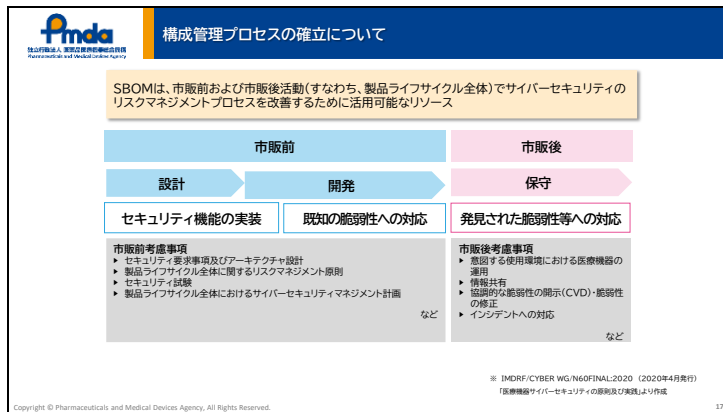 Pmda
独立行政法人 医薬品医療機器総合機構
Pharmaceuticals and Medical Devices Agency
構成管理プロセスの確立について
SBOMは、市販前および市販後活動(すなわち、製品ライフサイクル全体)でサイバーセキュリティの
リスクマネジメントプロセスを改善するために活用可能なリソース
市販前
市販後
設計
開発
保守
セキュリティ機能の実装
既知の脆弱性への対応
発見された脆弱性等への対応
市販前考慮事項
▶ セキュリティ要求事項及びアーキテクチャ設計
▶ 製品ライフサイクル全体に関するリスクマネジメント原則
▶ セキュリティ試験
▶ 製品ライフサイクル全体におけるサイバーセキュリティマネジメント計画
など
市販後考慮事項
▶ 意図する使用環境における医療機器の
運用
▶ 情報共有
▶ 協調的な脆弱性の開示(CVD)・脆弱性
の修正
▶ インシデントへの対応
など
※ IMDRF/CYBER WG/N60FINAL:2020 (2020年4月発行)
「医療機器サイバーセキュリティの原則及び実践」より作成
Copyright © Pharmaceuticals and Medical Devices Agency, All Rights Reserved.
17